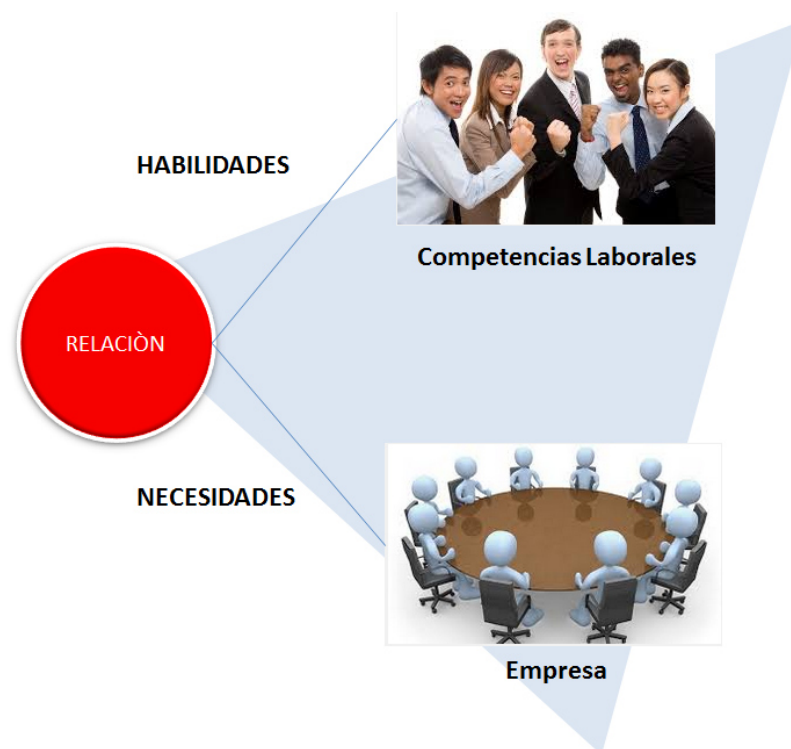 HABILIDADES
Competencias Laborales
RELACIÒN
NECESIDADES
Empresa